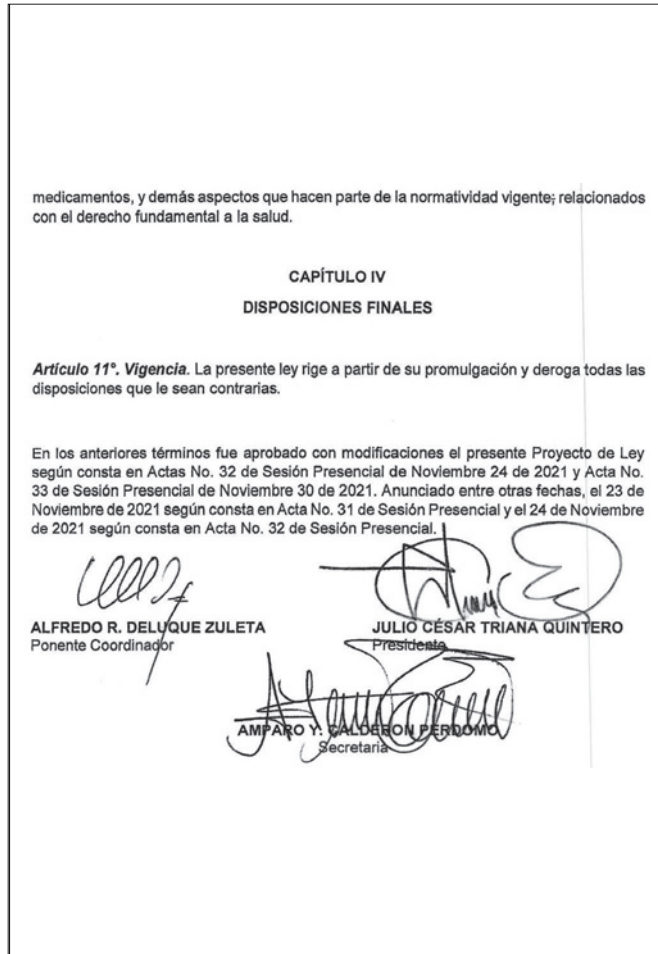 medicamentos, y demás aspectos que hacen parte de la normatividad vigente; relacionados
con el derecho fundamental a la salud.
CAPÍTULO IV
DISPOSICIONES FINALES
Artículo 11°. Vigencia. La presente ley rige a partir de su promulgación y deroga todas las
disposiciones que le sean contrarias.
En los anteriores términos fue aprobado con modificaciones el presente Proyecto de Ley
según consta en Actas No. 32 de Sesión Presencial de Noviembre 24 de 2021 y Acta No.
33 de Sesión Presencial de Noviembre 30 de 2021. Anunciado entre otras fechas, el 23 de
Noviembre de 2021 según consta en Acta No. 31 de Sesión Presencial y el 24 de Noviembre
de 2021 según consta en Acta No. 32 de Sesión Presencial.
ALFREDO R. DELUQUE ZULETA
Ponente Coordinador
JULIO CÉSAR TRIANA QUINTERO
Presidente
AMPARO Y. CALDERON PERDOMO
Secretaria